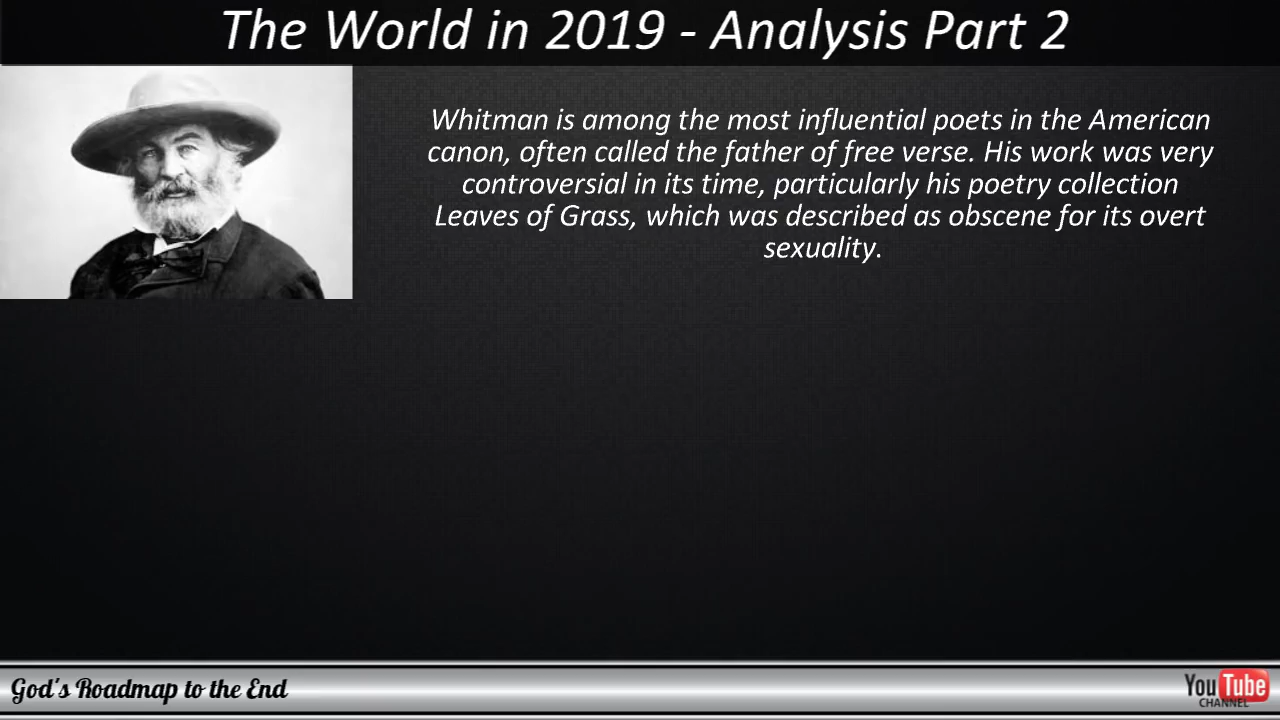 The World in 2019 - Analysis Part 2
Whitman is among the most influential poets in the American
canon, often called the father of free verse. His work was very
controversial in its time, particularly his poetry collection
Leaves of Grass, which was described as obscene for its overt
sexuality.
God's Roadmap to the End
YouTube
CHANNEL